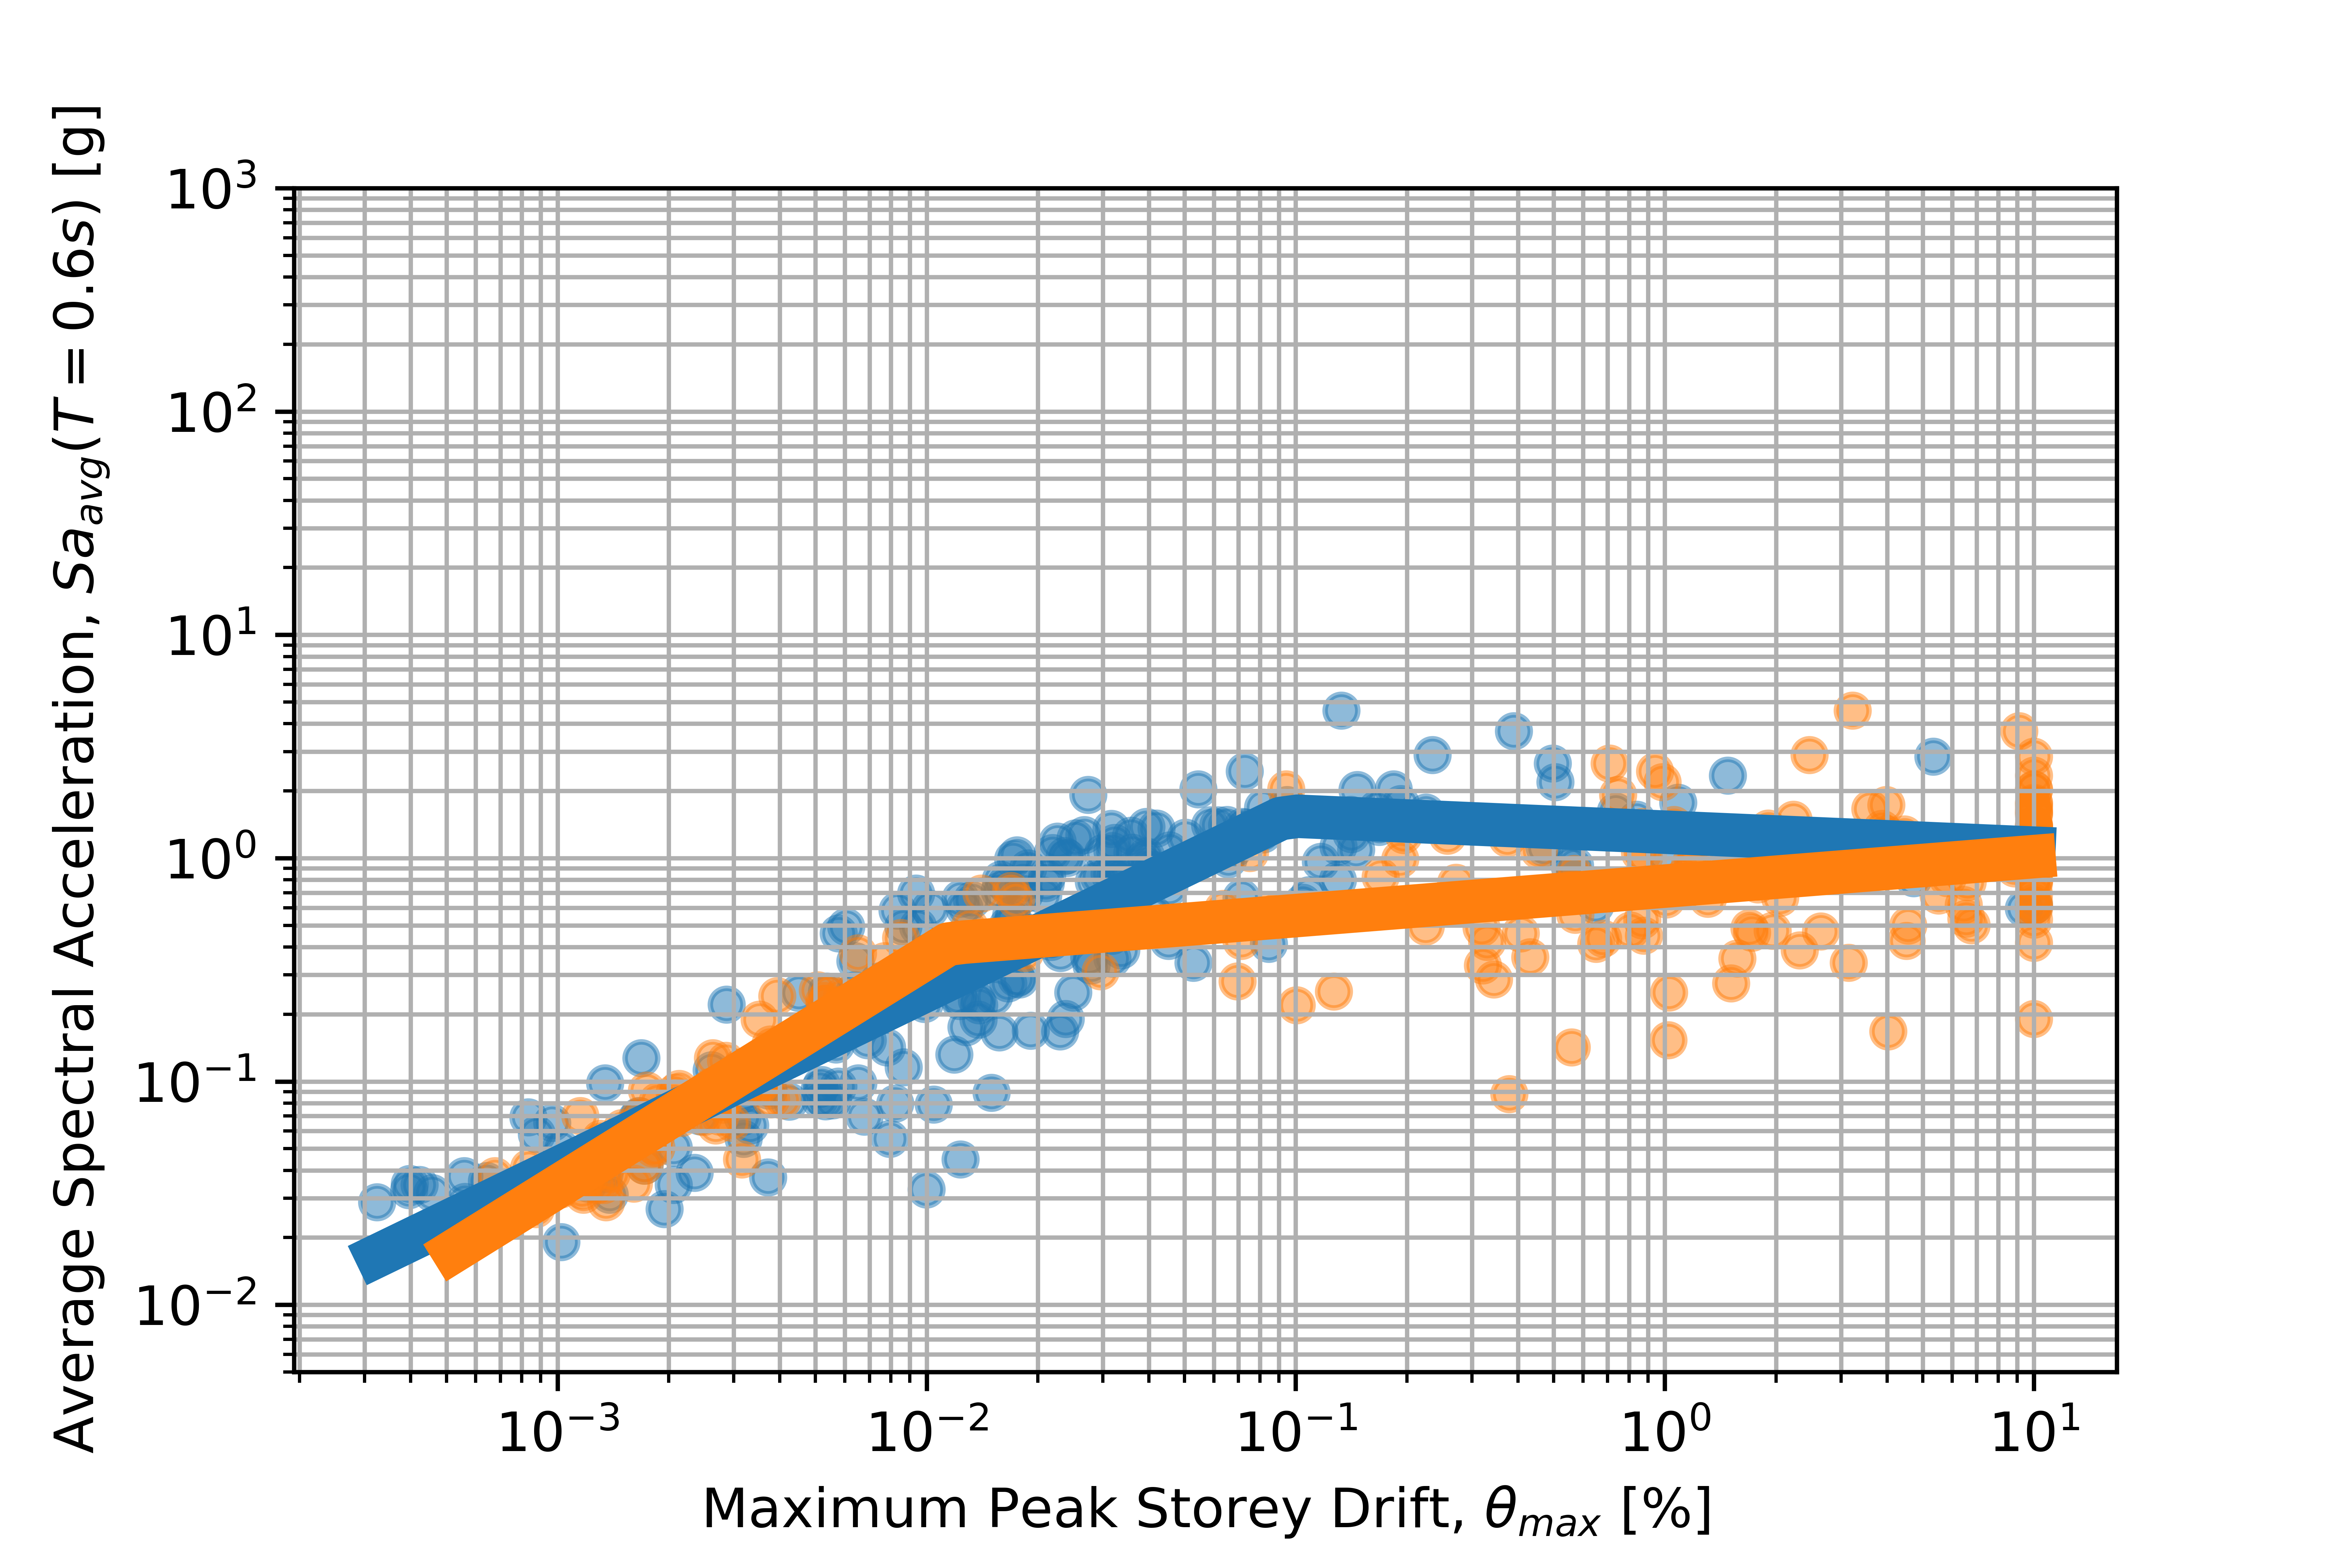 Average Spectral Acceleration, Sa_avg(T = 0.6s) [g]
10^3
10^2
10^1
10^0
10^−1
10^−2
10^−3 10^−2 10^−1 10^0 10^1
Maximum Peak Storey Drift, θ_max [%]